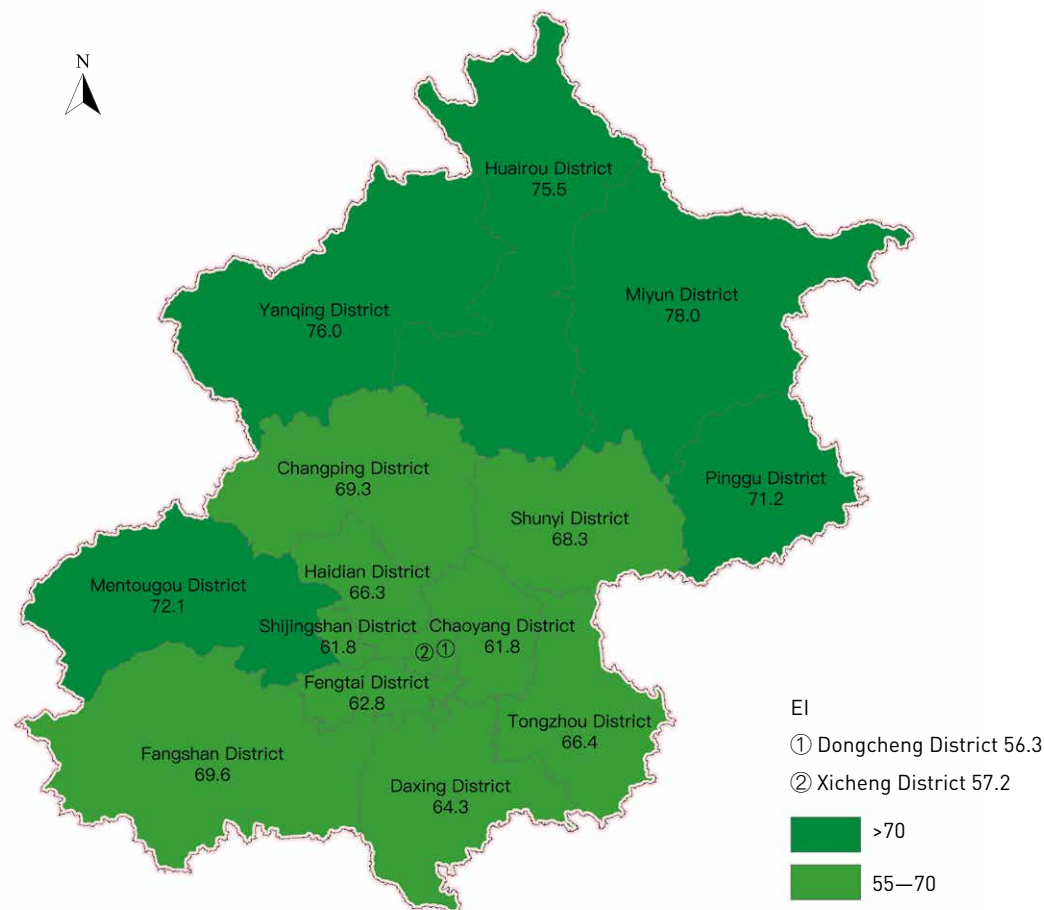 N
Huairou District
75.5
Miyun District
78.0
Yanqing District
76.0
Changping District
69.3
Pinggu District
71.2
Shunyi District
68.3
Haidian District
66.3
Mentougou District
72.1
Shijingshan District
61.8
Chaoyang District
61.8
② ①
Fengtai District
62.8
Tongzhou District
66.4
Fangshan District
69.6
Daxing District
64.3
EI
① Dongcheng District 56.3
② Xicheng District 57.2
>70
55—70